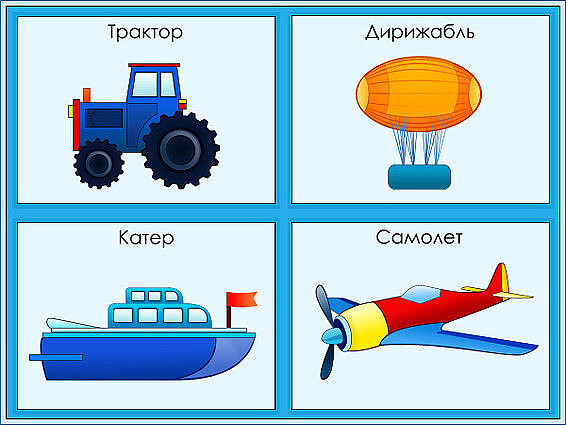 Трактор
Дирижабль
Катер
Самолет